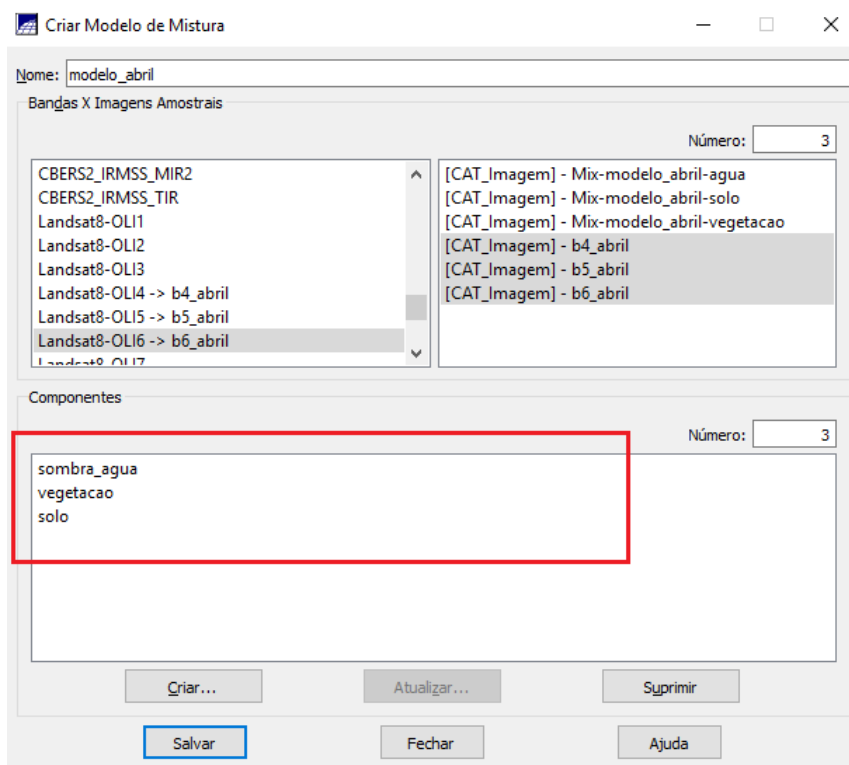 Criar Modelo de Mistura
Nome: modelo_abril
Bandas X Imagens Amostrais
Número: 3
CBERS2_IRMSS_MIR2
CBERS2_IRMSS_TIR
Landsat8-OLI1
Landsat8-OLI2
Landsat8-OLI3
Landsat8-OLI4 -> b4_abril
Landsat8-OLI5 -> b5_abril
Landsat8-OLI6 -> b6_abril
Landsat8-OLI7
[CAT_Imagem] - Mix-modelo_abril-agua
[CAT_Imagem] - Mix-modelo_abril-solo
[CAT_Imagem] - Mix-modelo_abril-vegetacao
[CAT_Imagem] - b4_abril
[CAT_Imagem] - b5_abril
[CAT_Imagem] - b6_abril
Componentes
Número: 3
sombra_agua
vegetacao
solo
Criar... Atualizar... Suprimir
Salvar Fechar Ajuda